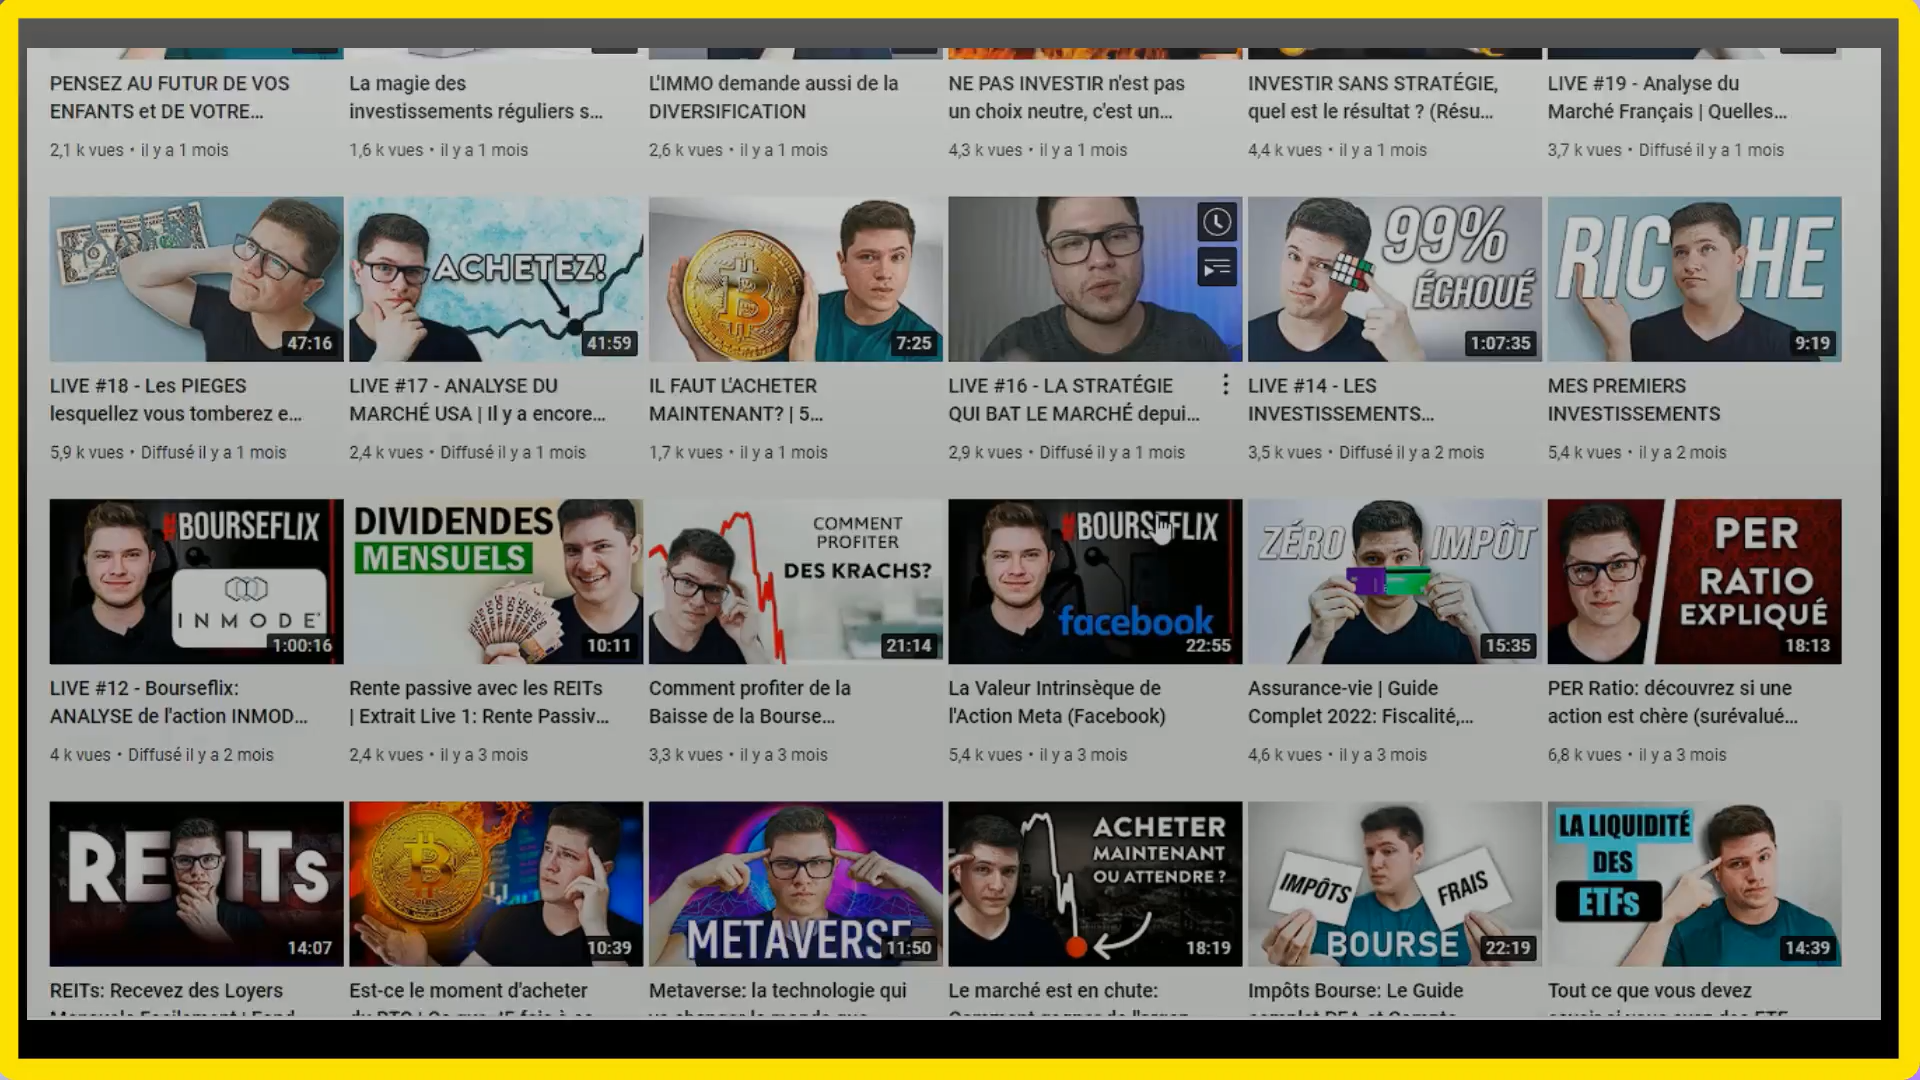 PENSEZ AU FUTUR DE VOS
ENFANTS et DE VOTRE...
2,1 k vues • il y a 1 mois
La magie des
investissements réguliers s...
1,6 k vues • il y a 1 mois
L'IMMO demande aussi de la
DIVERSIFICATION
2,6 k vues • il y a 1 mois
NE PAS INVESTIR n'est pas
un choix neutre, c'est un...
4,3 k vues • il y a 1 mois
INVESTIR SANS STRATÉGIE,
quel est le résultat ? (Résu...
4,4 k vues • il y a 1 mois
LIVE #19 - Analyse du
Marché Français | Quelles...
3,7 k vues • Diffusé il y a 1 mois
47:16
LIVE #18 - Les PIEGES
lesquellez vous tomberez e...
5,9 k vues • Diffusé il y a 1 mois
ACHETEZ!
41:59
LIVE #17 - ANALYSE DU
MARCHÉ USA | Il y a encore...
2,4 k vues • Diffusé il y a 1 mois
7:25
IL FAUT L'ACHETER
MAINTENANT? | 5...
1,7 k vues • il y a 1 mois
LIVE #16 - LA STRATÉGIE
QUI BAT LE MARCHÉ depui...
2,9 k vues • Diffusé il y a 1 mois
99%
ÉCHOUÉ
1:07:35
LIVE #14 - LES
INVESTISSEMENTS...
3,5 k vues • Diffusé il y a 2 mois
RICHE
9:19
MES PREMIERS
INVESTISSEMENTS
5,4 k vues • il y a 2 mois
#BOURSEFLIX
INMODE
1:00:16
LIVE #12 - Bourseflix:
ANALYSE de l'action INMOD...
4 k vues • Diffusé il y a 2 mois
DIVIDENDES
MENSUELS
10:11
Rente passive avec les REITs
| Extrait Live 1: Rente Passiv...
2,4 k vues • il y a 3 mois
COMMENT
PROFITER
DES KRACHS?
21:14
Comment profiter de la
Baisse de la Bourse...
3,3 k vues • il y a 3 mois
#BOURSEFLIX
facebook
22:55
La Valeur Intrinsèque de
l'Action Meta (Facebook)
5,4 k vues • il y a 3 mois
ZÉRO IMPÔT
15:35
Assurance-vie | Guide
Complet 2022: Fiscalité,...
4,6 k vues • il y a 3 mois
PER
RATIO
EXPLIQUÉ
18:13
PER Ratio: découvrez si une
action est chère (surévalué...
6,8 k vues • il y a 3 mois
REITs
14:07
REITs: Recevez des Loyers
10:39
Est-ce le moment d'acheter
METAVERSE
11:50
Metaverse: la technologie qui
ACHETER
MAINTENANT
OU ATTENDRE ?
18:19
Le marché est en chute:
IMPÔTS
FRAIS
BOURSE
22:19
Impôts Bourse: Le Guide
LA LIQUIDITÉ
DES
ETFs
14:39
Tout ce que vous devez